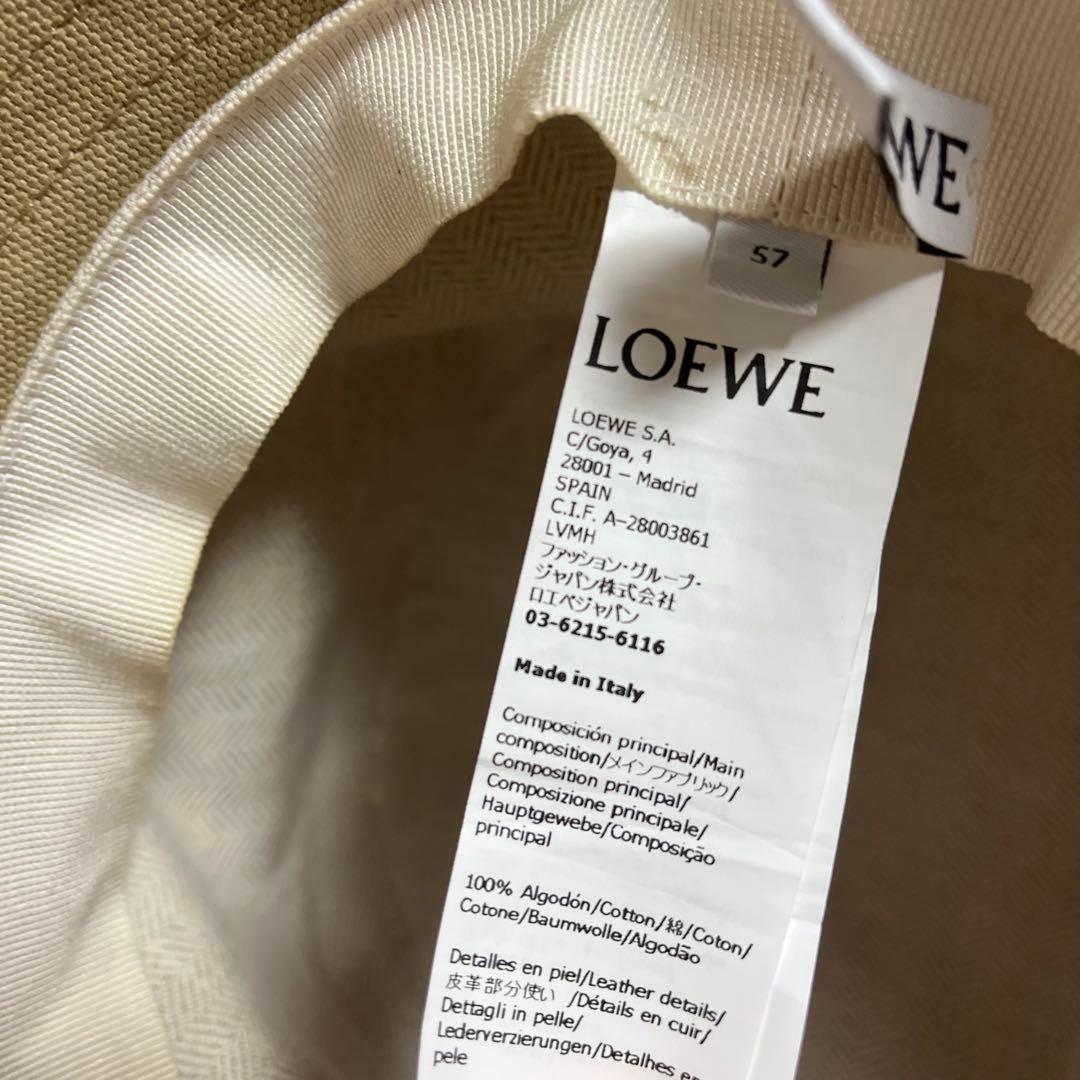 WE
57
LOEWE
LOEWE S.A.
C/Goya, 4
28001 – Madrid
SPAIN
C.I.F. A-28003861
LVMH
ファッション・グループ・
ジャパン株式会社
ロエベジャパン
03-6215-6116
Made in Italy
Composición principal/Main
composition/メインファブリック/
Composition principal/
Composizione principale/
Hauptgewebe/Composição
principal
100% Algodón/Cotton/綿/Coton/
Cotone/Baumwolle/Algodão
Detalles en piel/Leather details/
皮革部分使い /Détails en cuir/
Dettagli in pelle/
Lederverzierungen/Detalhes em
pele